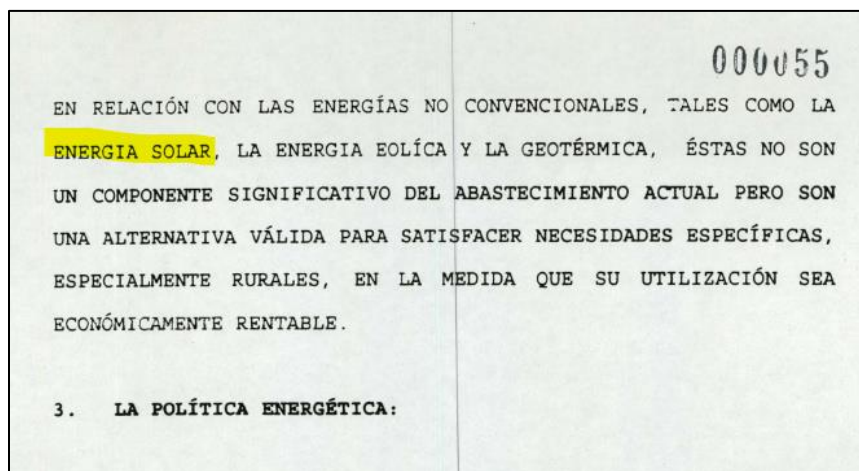 000055
EN RELACIÓN CON LAS ENERGÍAS NO CONVENCIONALES, TALES COMO LA
ENERGIA SOLAR, LA ENERGIA EOLÍCA Y LA GEOTÉRMICA, ÉSTAS NO SON
UN COMPONENTE SIGNIFICATIVO DEL ABASTECIMIENTO ACTUAL PERO SON
UNA ALTERNATIVA VÁLIDA PARA SATISFACER NECESIDADES ESPECÍFICAS,
ESPECIALMENTE RURALES, EN LA MEDIDA QUE SU UTILIZACIÓN SEA
ECONÓMICAMENTE RENTABLE.
3. LA POLÍTICA ENERGÉTICA: